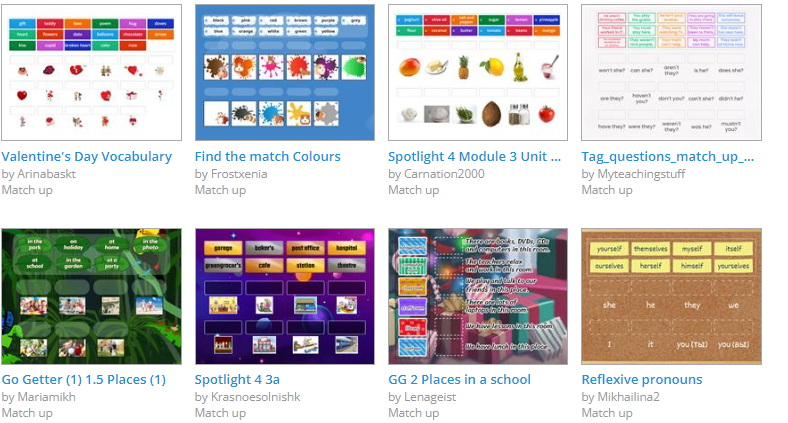 gift teddy love poem hug doves
heart flowers date balloons chocolate arrow
kiss cupid broken heart cake rose
Valentine's Day Vocabulary
by Arinabaskt
Match up
black pink red brown purple grey
blue orange white green yellow
Find the match Colours
by Frostxenia
Match up
yoghurt olive oil salt and pepper sugar lemon pineapple
flour coconut butter tomato beans mango
Spotlight 4 Module 3 Unit ...
by Carnation2000
Match up
won't she? can she? aren't they? is he? does she?
are they? haven't you? don't you? can't she? didn't he?
have they? were they? weren't they? was he? mustn't you?
Tag_questions_match_up_...
by Myteachingstuff
Match up
in the park on holiday at home in the photo
at school in the garden at a party
Go Getter (1) 1.5 Places (1)
by Mariamikh
Match up
garage baker's post office hospital
greengrocer's cafe station theatre
Spotlight 4 3a
by Krasnoesolnishk
Match up
There are books, DVDs, CDs
and computers in this room.
The teachers relax
and work in this room
We play and talk to our
friends in this place.
There are lots of
laptops in this room.
We have lessons in this room
We have lunch in this place
GG 2 Places in a school
by Lenageist
Match up
yourself themselves myself itself
ourselves herself himself yourselves
she he they we
I it you (ТЫ) you (ВЫ)
Reflexive pronouns
by Mikhailina2
Match up